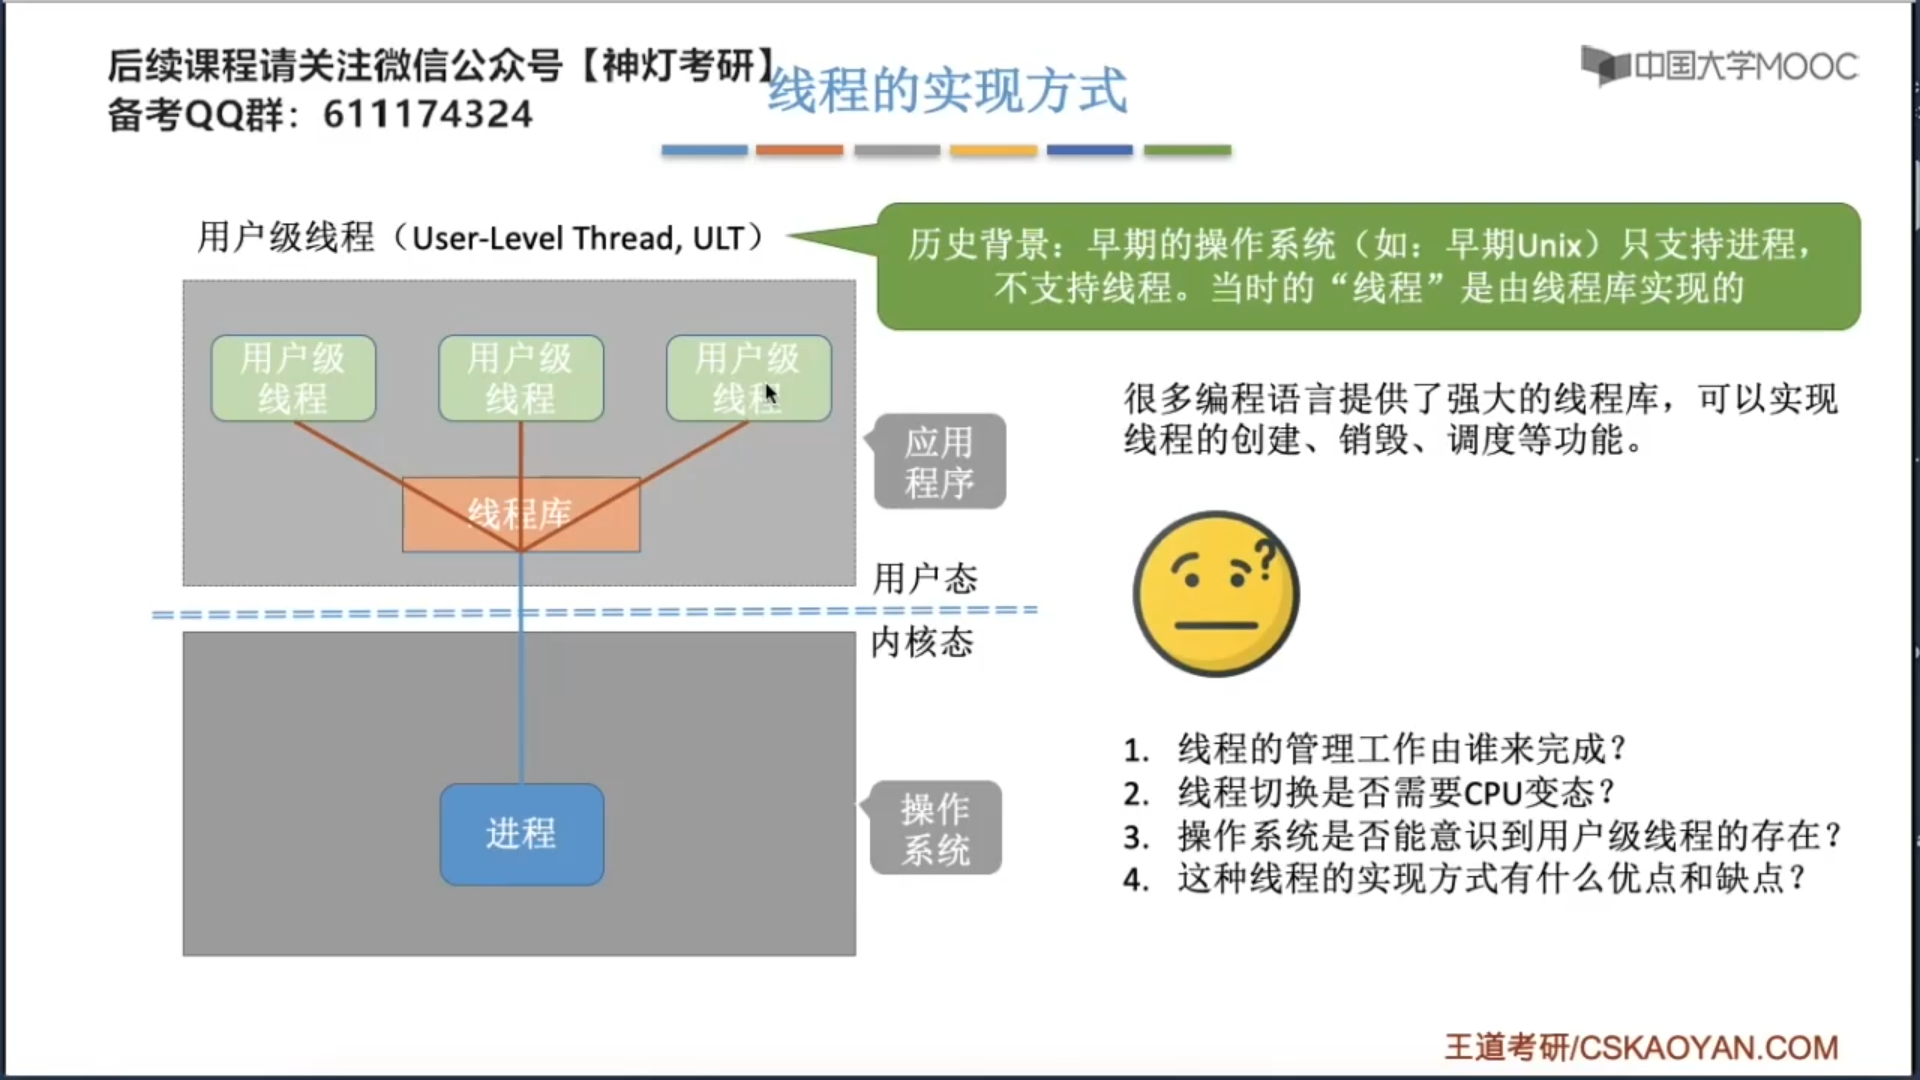 后续课程请关注微信公众号【神灯考研】
备考QQ群：611174324
线程的实现方式
中国大学MOOC
用户级线程（User-Level Thread, ULT）
历史背景：早期的操作系统（如：早期Unix）只支持进程，
不支持线程。当时的“线程”是由线程库实现的
用户级
线程
用户级
线程
用户级
线程
线程库
应用
程序
用户态
内核态
进程
操作
系统
很多编程语言提供了强大的线程库，可以实现
线程的创建、销毁、调度等功能。
1. 线程的管理工作由谁来完成？
2. 线程切换是否需要CPU变态？
3. 操作系统是否能意识到用户级线程的存在？
4. 这种线程的实现方式有什么优点和缺点？
王道考研/CSKAOYAN.COM